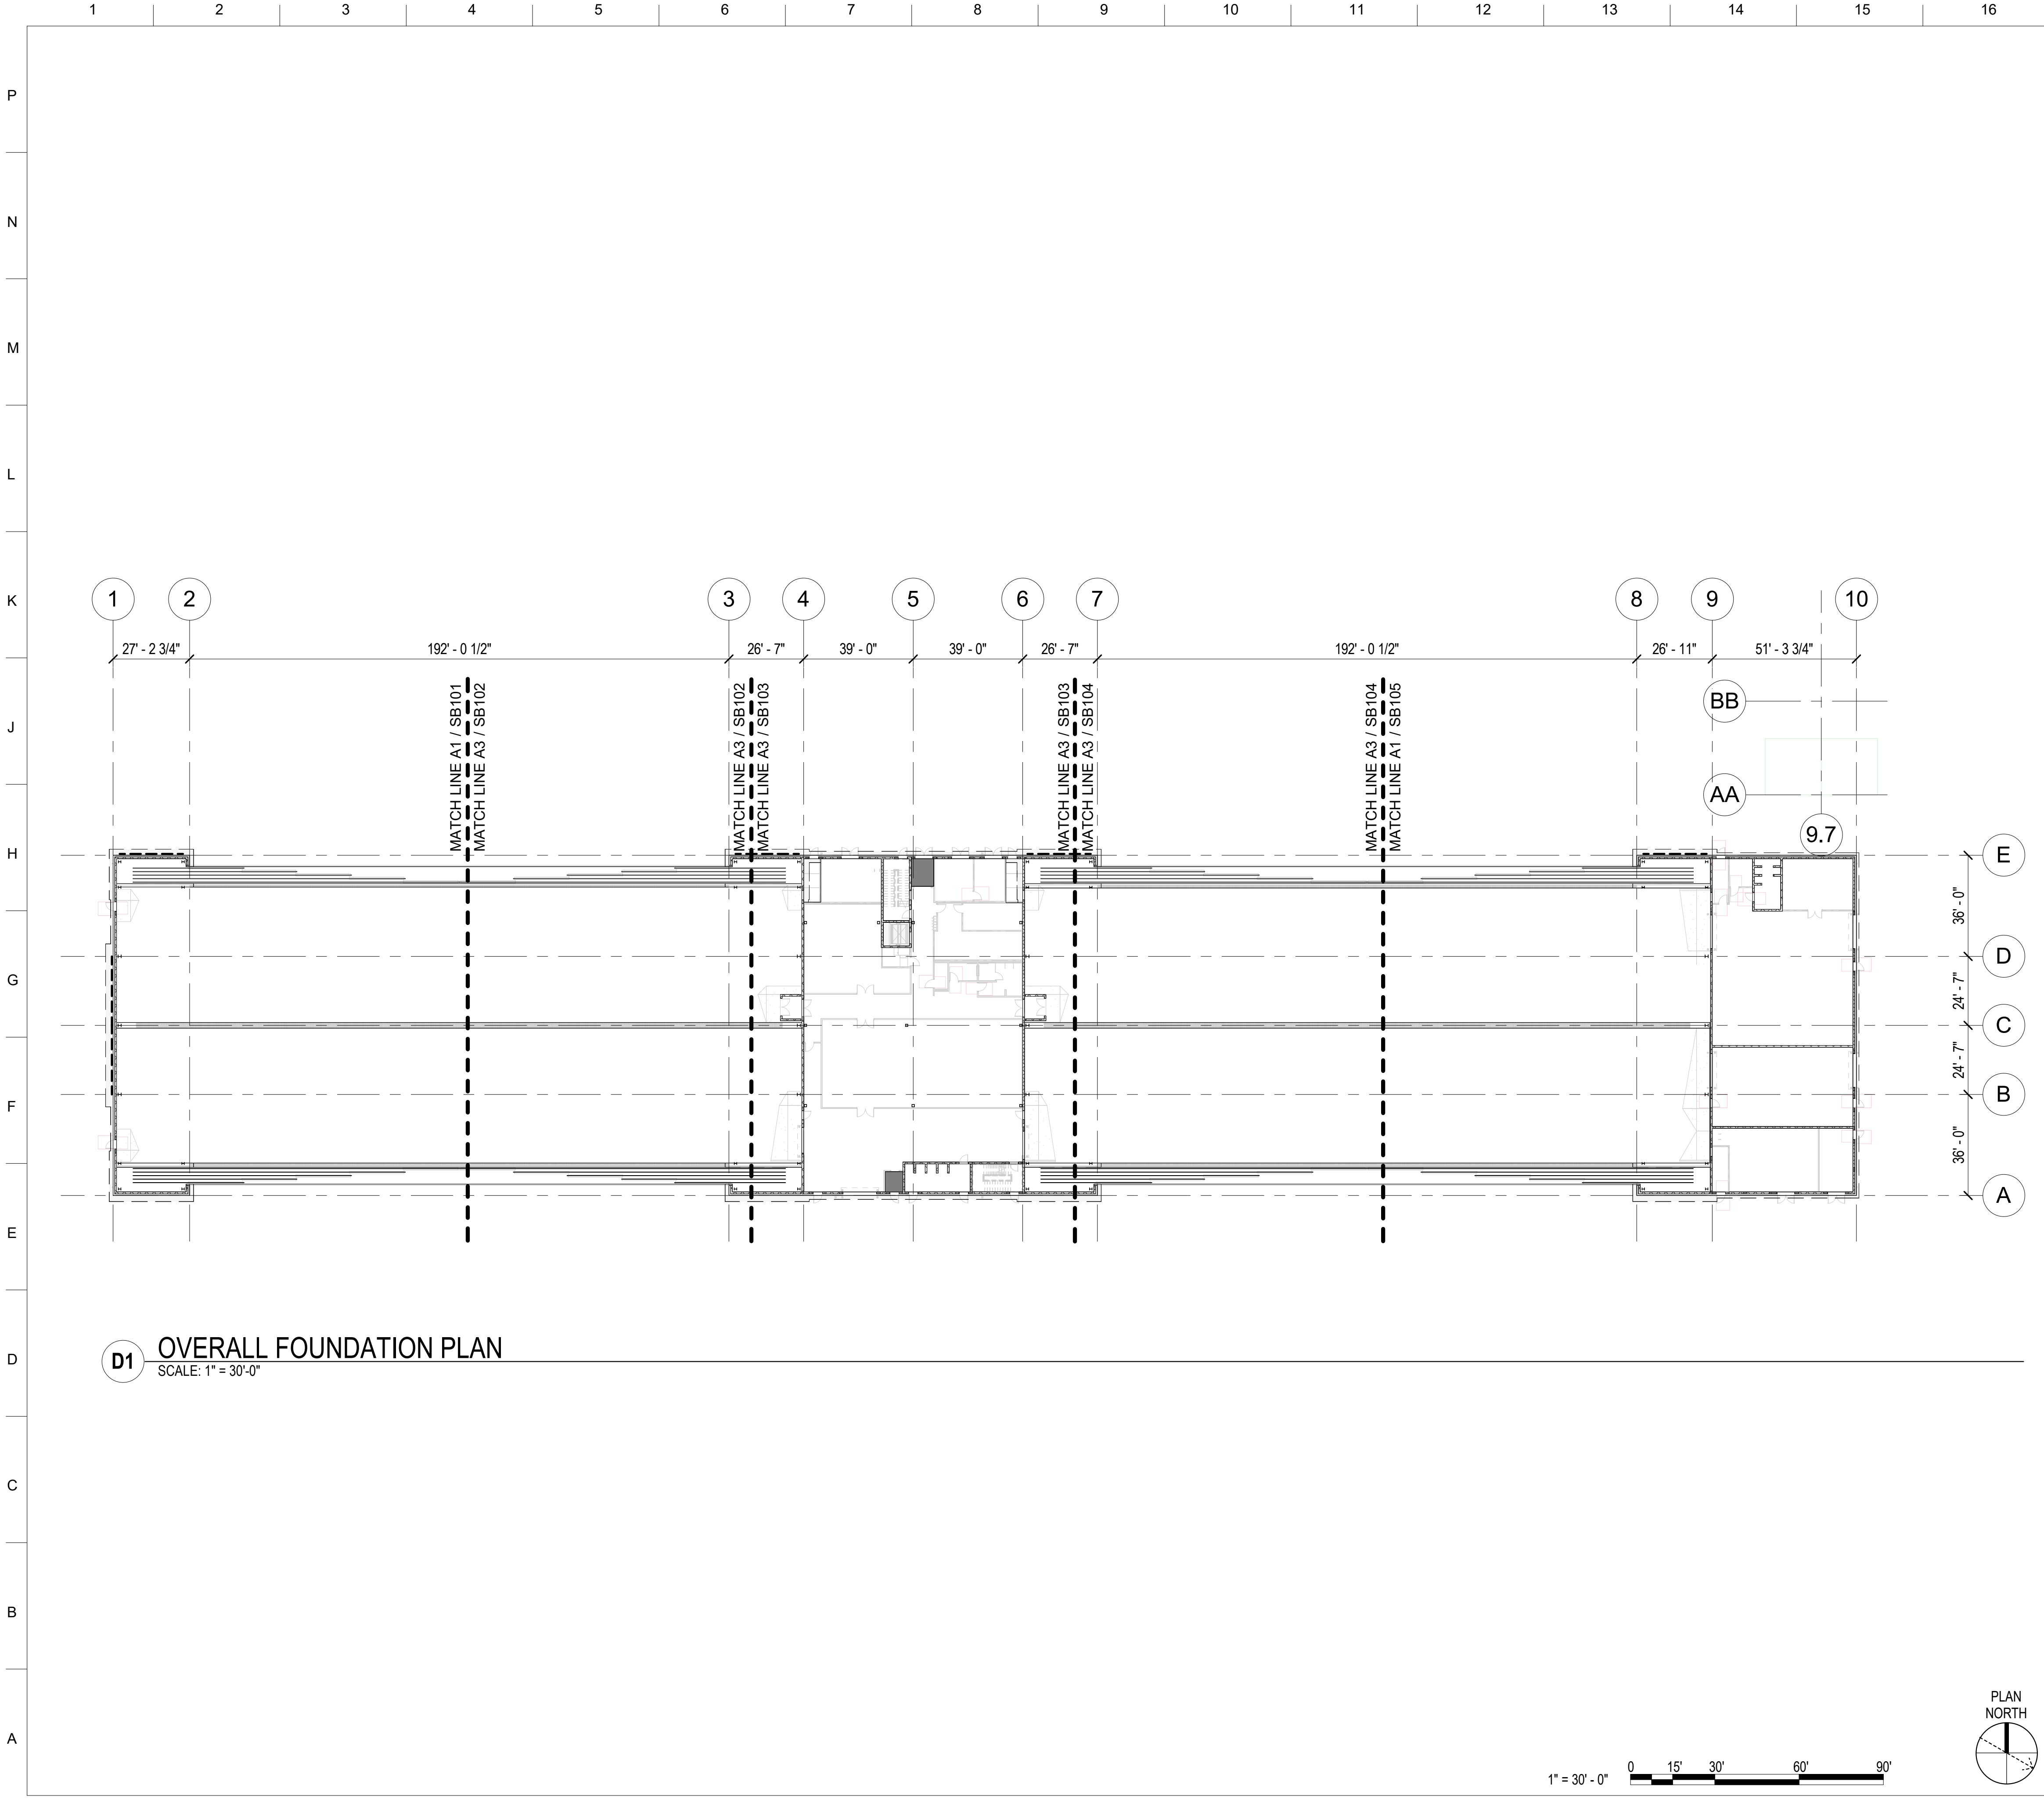 1 2 3 4 5 6 7 8 9 10 11 12 13 14 15 16
P
N
M
L
K
J
H
G
F
E
D
C
B
A
1 2 3 4 5 6 7 8 9 10
27' - 2 3/4" 192' - 0 1/2" 26' - 7" 39' - 0" 39' - 0" 26' - 7" 192' - 0 1/2" 26' - 11" 51' - 3 3/4"
MATCH LINE A1 / SB101
MATCH LINE A3 / SB102
MATCH LINE A3 / SB102
MATCH LINE A3 / SB103
MATCH LINE A3 / SB103
MATCH LINE A3 / SB104
MATCH LINE A3 / SB104
MATCH LINE A1 / SB105
BB
AA
9.7
E
36' - 0"
D
24' - 7"
C
24' - 7"
B
36' - 0"
A
D1 OVERALL FOUNDATION PLAN
SCALE: 1" = 30'-0"
PLAN
NORTH
1" = 30' - 0" 0 15' 30' 60' 90'